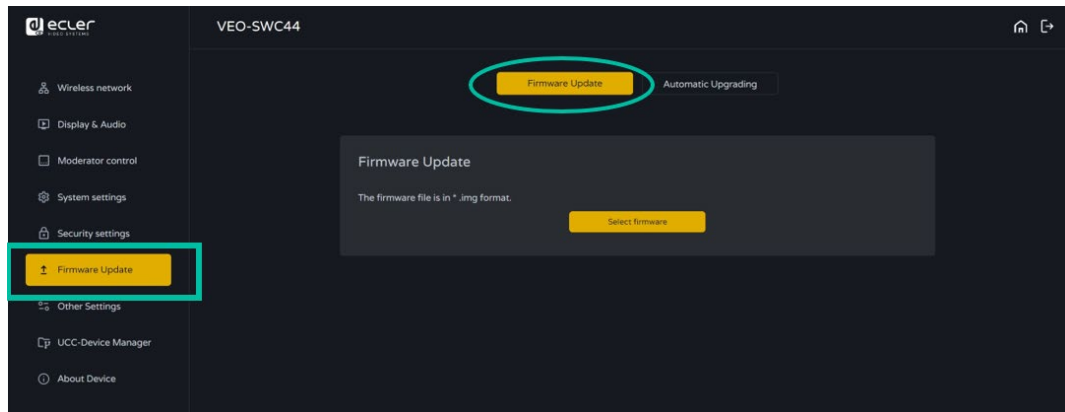 ecler
VIDEO SYSTEMS
VEO-SWC44
Wireless network
Display & Audio
Moderator control
System settings
Security settings
Firmware Update
Other Settings
UCC-Device Manager
About Device
Firmware Update
Automatic Upgrading
Firmware Update
The firmware file is in * .img format.
Select firmware